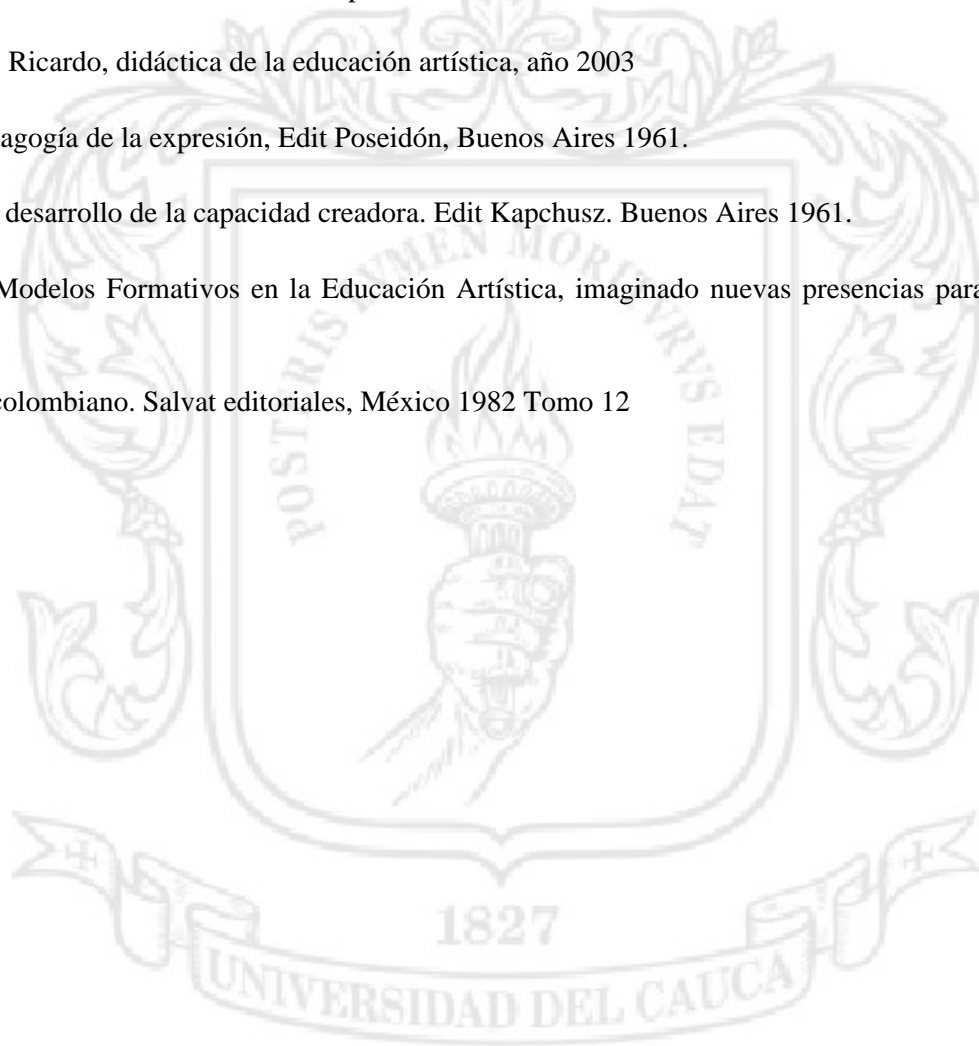 Ricardo, didáctica de la educación artística, año 2003
agogía de la expresión, Edit Poseidón, Buenos Aires 1961.
desarrollo de la capacidad creadora. Edit Kapchusz. Buenos Aires 1961.
Modelos Formativos en la Educación Artística, imaginado nuevas presencias para
colombiano. Salvat editoriales, México 1982 Tomo 12
POSTERIS LVMEN MORITVRVS EDAT
1827
UNIVERSIDAD DEL CAUCA